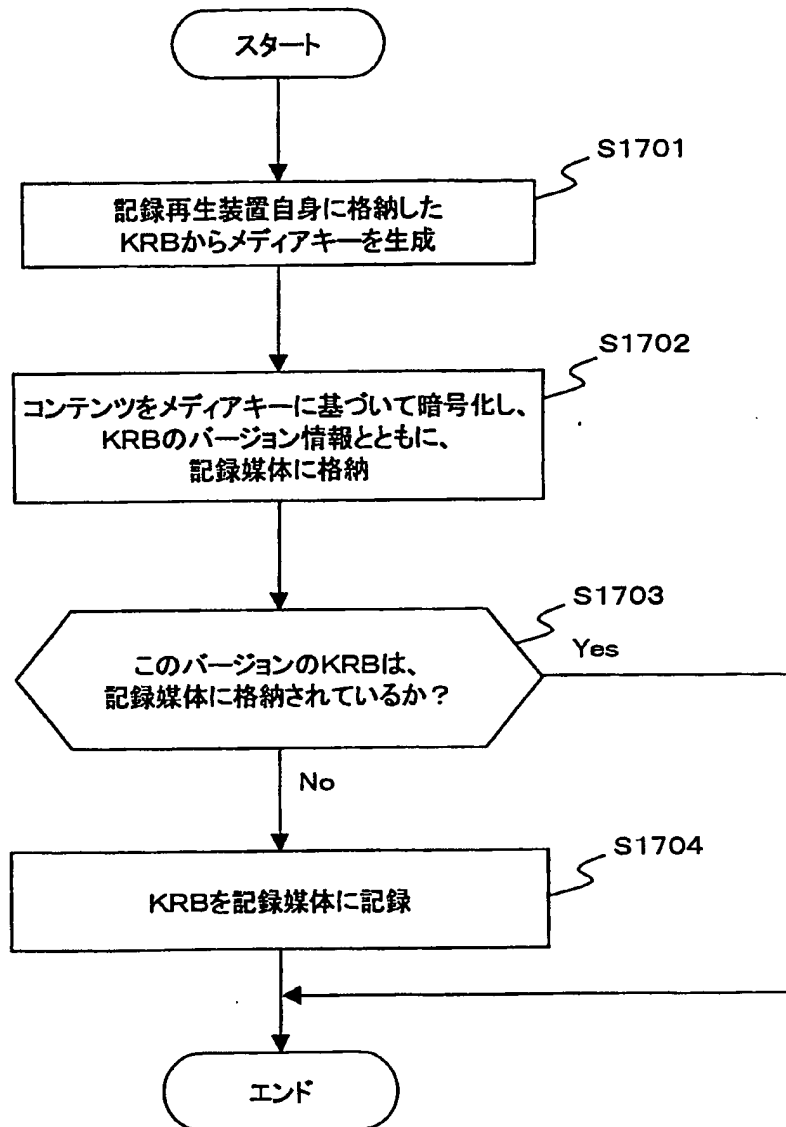 スタート
S1701
記録再生装置自身に格納した
KRBからメディアキーを生成
S1702
コンテンツをメディアキーに基づいて暗号化し、
KRBのバージョン情報とともに、
記録媒体に格納
S1703
Yes
このバージョンのKRBは、
記録媒体に格納されているか?
No
S1704
KRBを記録媒体に記録
エンド